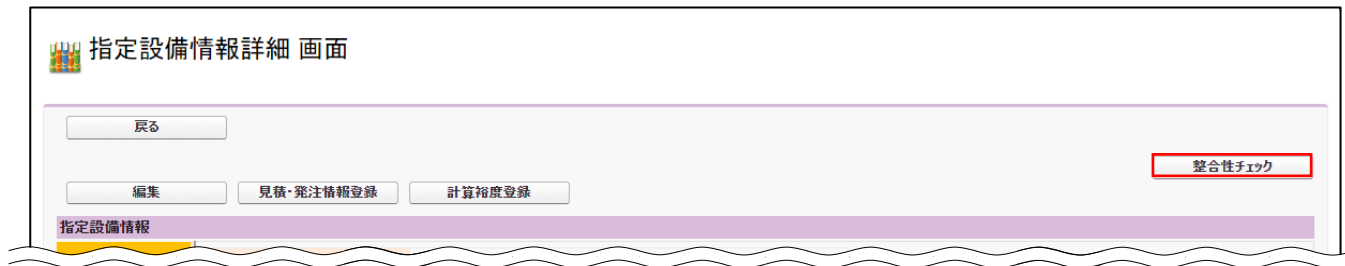 指定設備情報詳細 画面
戻る
整合性チェック
編集
見積・発注情報登録
計算裕度登録
指定設備情報